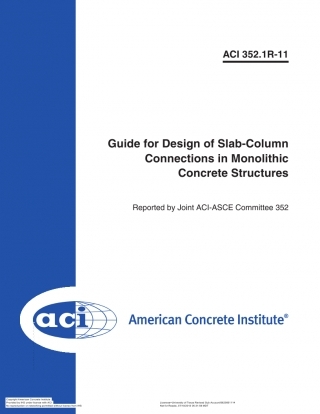 ACI 352.1R-11
Guide for Design of Slab-Column
Connections in Monolithic
Concrete Structures
Reported by Joint ACI-ASCE Committee 352
aci
American Concrete Institute®